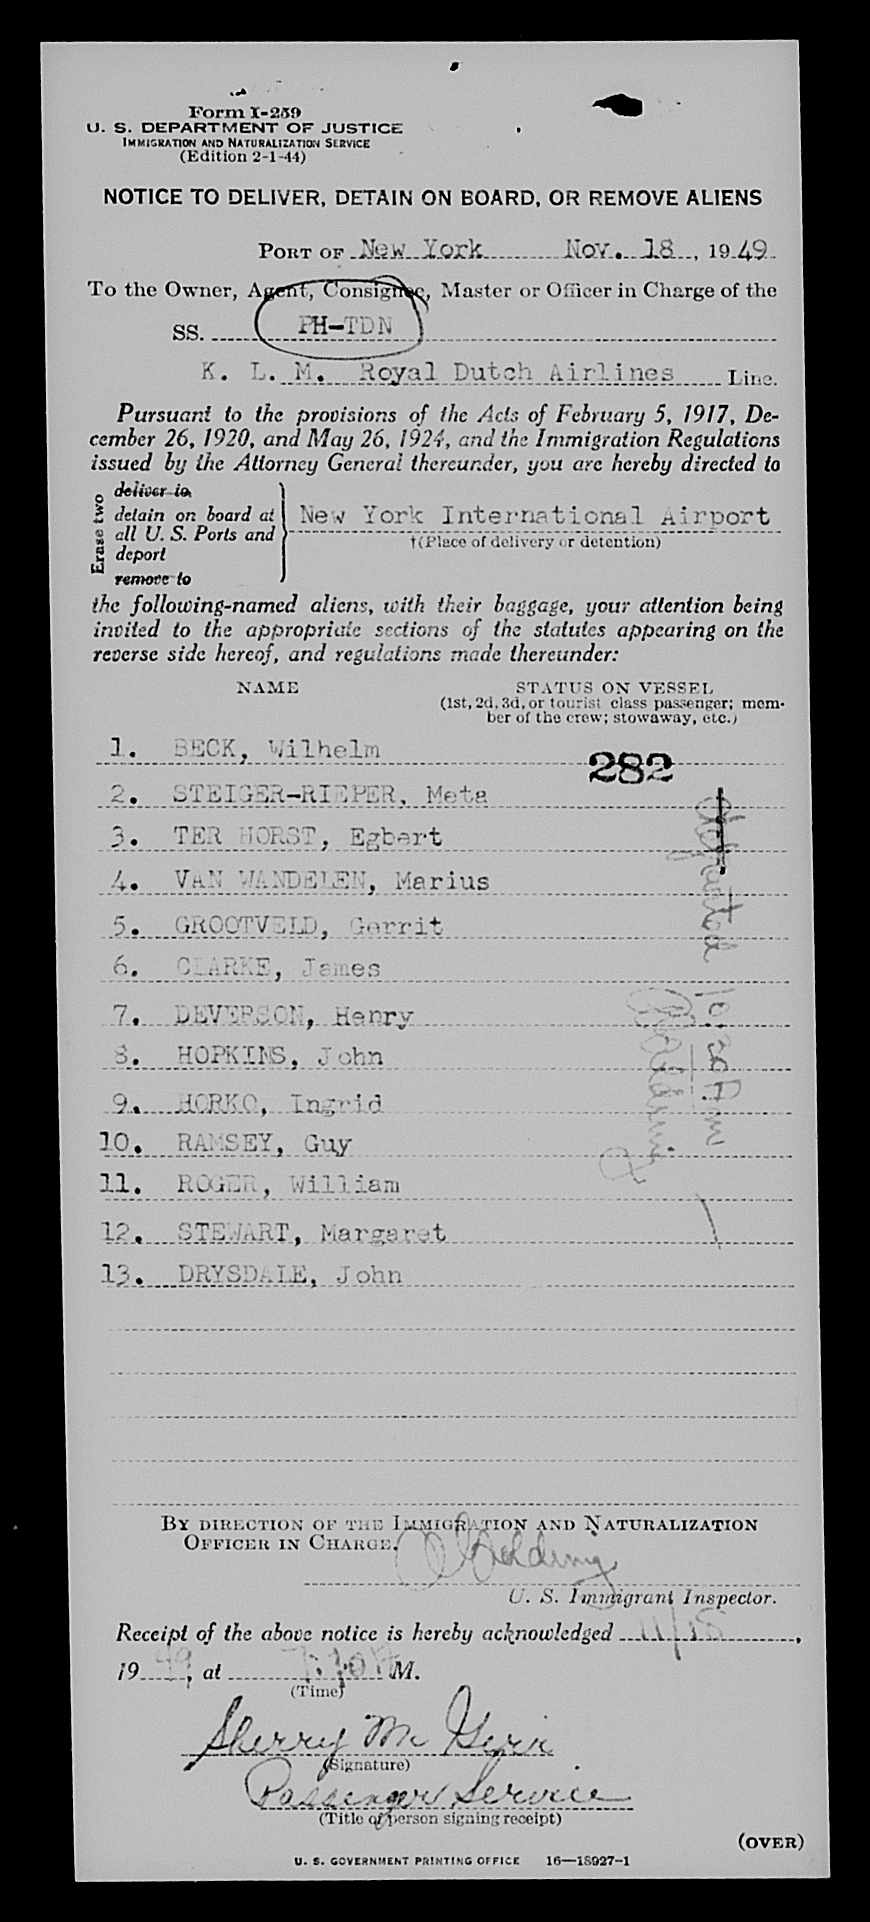 Form I-259
U. S. DEPARTMENT OF JUSTICE
IMMIGRATION AND NATURALIZATION SERVICE
(Edition 2-1-44)
NOTICE TO DELIVER, DETAIN ON BOARD, OR REMOVE ALIENS
PORT OF New York Nov. 18, 1949
To the Owner, Agent, Consignee, Master or Officer in Charge of the
SS. PH-TDN
K. L. M. Royal Dutch Airlines Line.
Pursuant to the provisions of the Acts of February 5, 1917, De-
cember 26, 1920, and May 26, 1924, and the Immigration Regulations
issued by the Attorney General thereunder, you are hereby directed to
Erase two
deliver to
detain on board at
all U. S. Ports and
deport
remove to
New York International Airport
†(Place of delivery or detention)
the following-named aliens, with their baggage, your attention being
invited to the appropriate sections of the statutes appearing on the
reverse side hereof, and regulations made thereunder:
NAME STATUS ON VESSEL
(1st, 2d, 3d, or tourist class passenger; mem-
ber of the crew; stowaway, etc.)
1. BECK, Wilhelm
282
2. STEIGER-RIEPER, Meta
3. TER HORST, Egbert
4. VAN WANDELEN, Marius
5. GROOTVELD, Gerrit
6. CLARKE, James
7. DEVERSON, Henry
8. HOPKINS, John
9. HORKO, Ingrid
10. RAMSEY, Guy
11. ROGER, William
12. STEWART, Margaret
13. DRYSDALE, John
Departed
BY DIRECTION OF THE IMMIGRATION AND NATURALIZATION
OFFICER IN CHARGE.
Golding
U. S. Immigrant Inspector.
Receipt of the above notice is hereby acknowledged 11/18,
1949, at M.
(Time)
Sherry Mc
(Signature)
Passenger Service
(Title of person signing receipt)
(OVER)
U. S. GOVERNMENT PRINTING OFFICE 16—18927-1